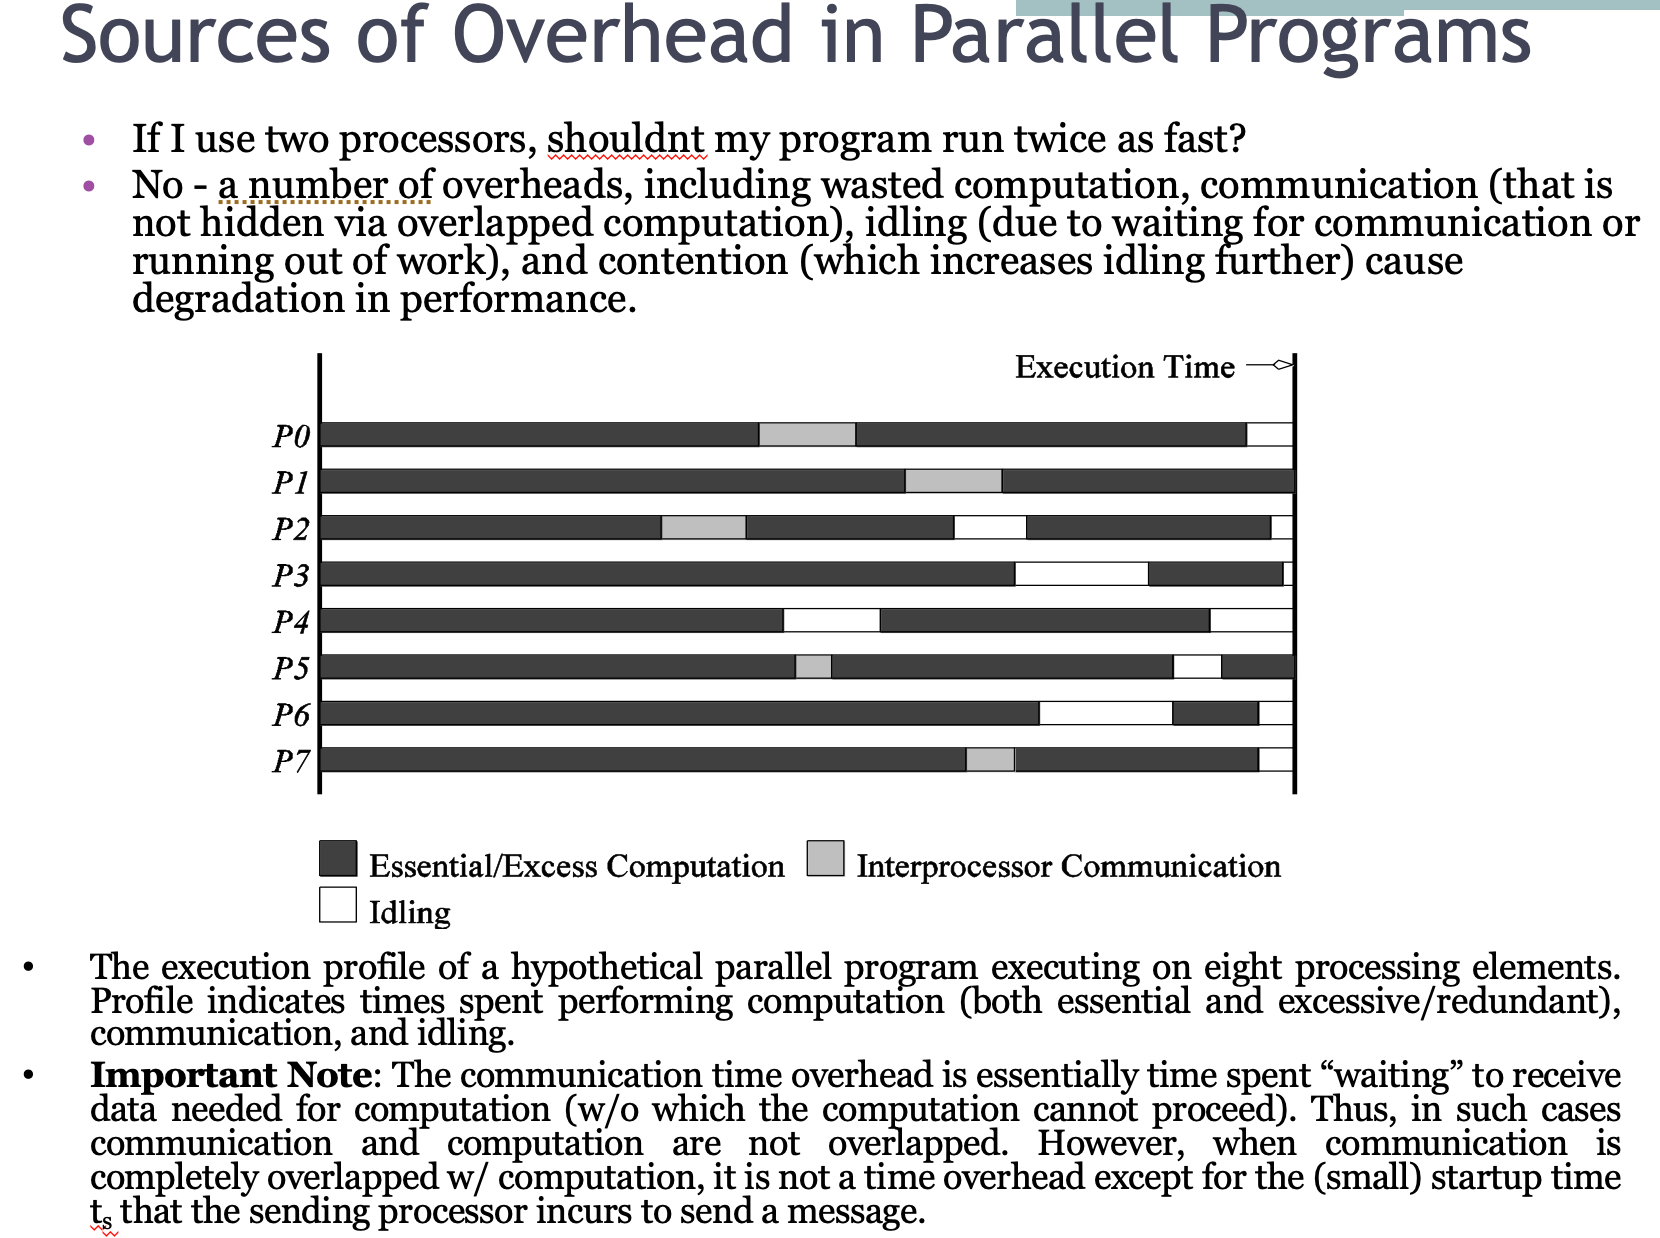 Sources of Overhead in Parallel Programs
• If I use two processors, shouldnt my program run twice as fast?
• No - a number of overheads, including wasted computation, communication (that is
not hidden via overlapped computation), idling (due to waiting for communication or
running out of work), and contention (which increases idling further) cause
degradation in performance.
Execution Time
P0
P1
P2
P3
P4
P5
P6
P7
Essential/Excess Computation
Interprocessor Communication
Idling
• The execution profile of a hypothetical parallel program executing on eight processing elements.
Profile indicates times spent performing computation (both essential and excessive/redundant),
communication, and idling.
• Important Note: The communication time overhead is essentially time spent “waiting” to receive
data needed for computation (w/o which the computation cannot proceed). Thus, in such cases
communication and computation are not overlapped. However, when communication is
completely overlapped w/ computation, it is not a time overhead except for the (small) startup time
ts that the sending processor incurs to send a message.